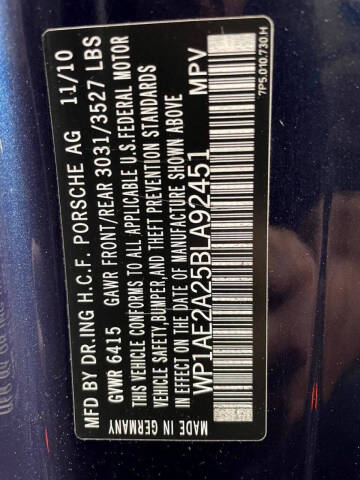 MFD BY DR.ING H.C.F. PORSCHE AG 11/10
GVWR 6415 GAWR FRONT/REAR 3031/3527 LBS
THIS VEHICLE CONFORMS TO ALL APPLICABLE U.S.FEDERAL MOTOR
VEHICLE SAFETY,BUMPER,AND THEFT PREVENTION STANDARDS
IN EFFECT ON THE DATE OF MANUFACTURE SHOWN ABOVE
WP1AE2A25BLA92451 MPV
MADE IN GERMANY
7P5.010.730.H